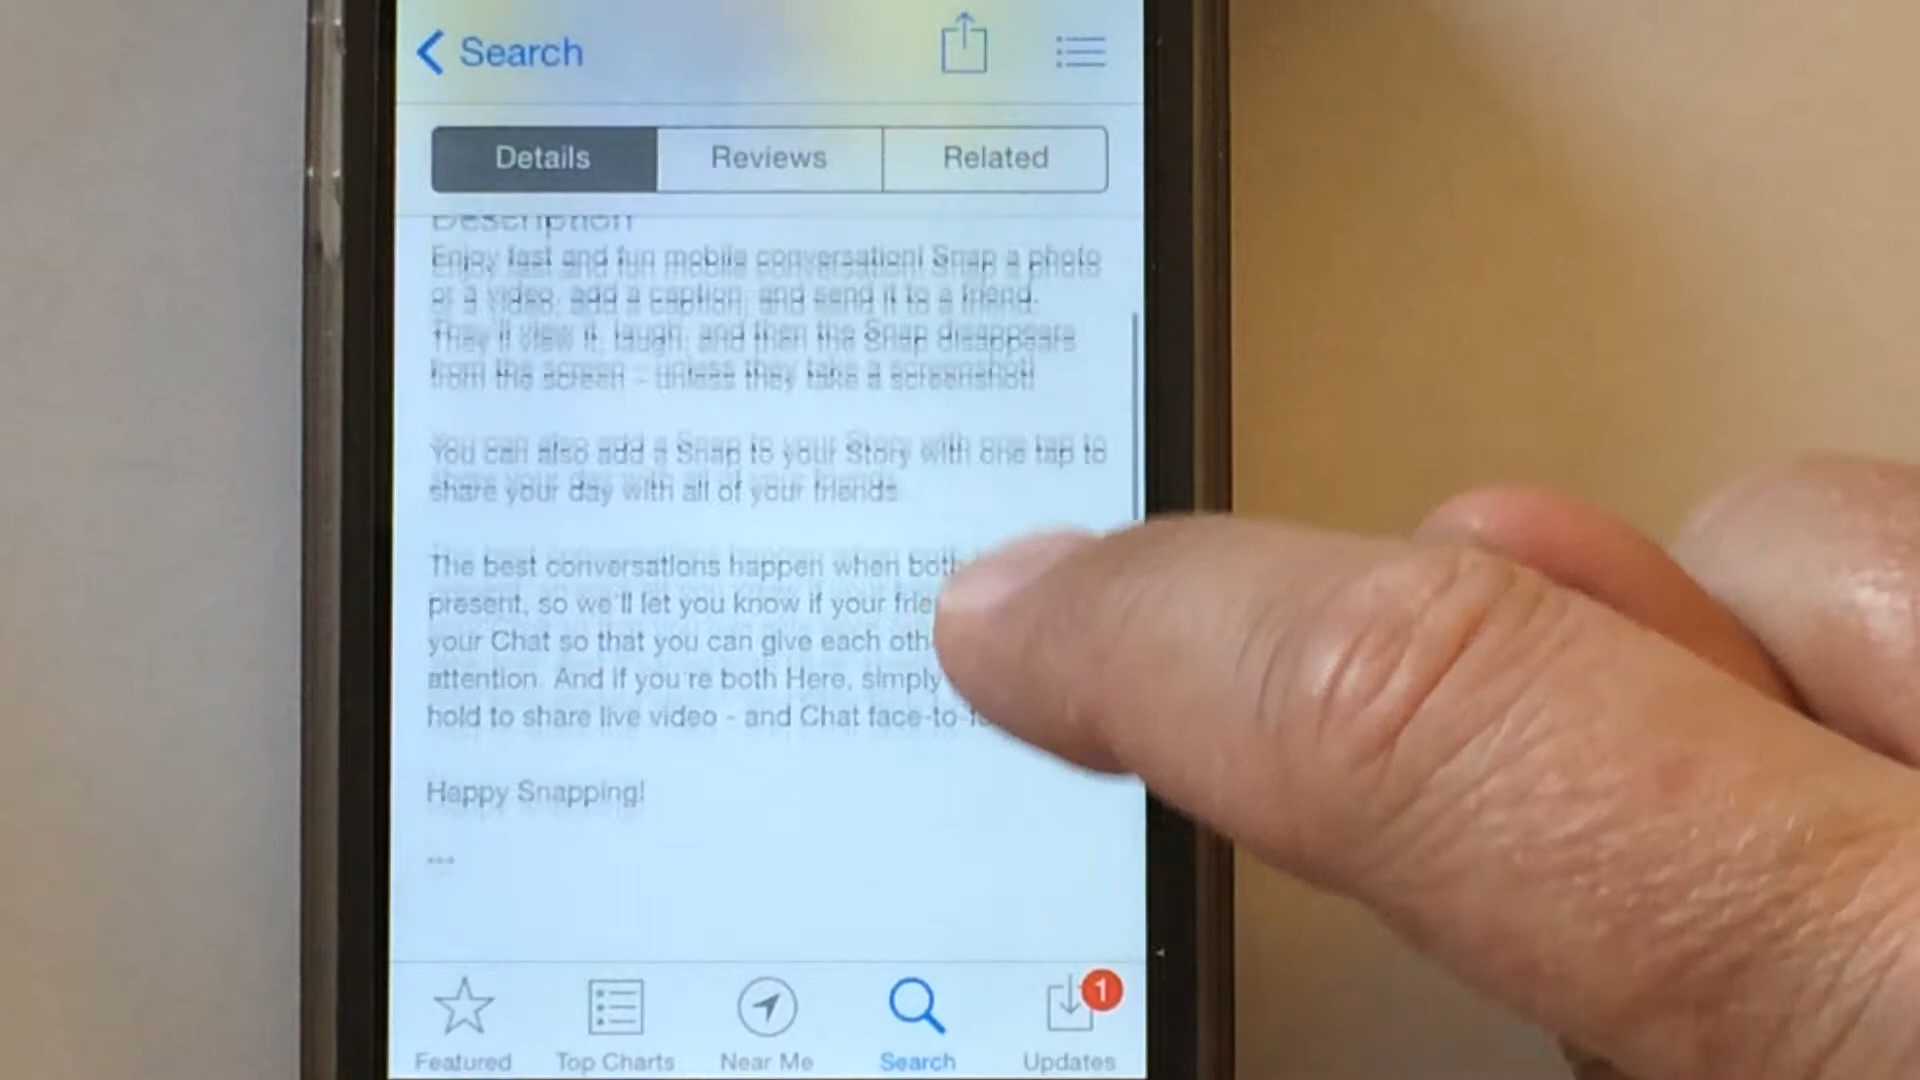 Search
Details
Reviews
Related
Description
Enjoy fast and fun mobile conversation! Snap a photo
or a video, add a caption, and send it to a friend.
They'll view it, laugh, and then the Snap disappears
from the screen - unless they take a screenshot!
You can also add a Snap to your Story with one tap to
share your day with all of your friends.
The best conversations happen when both
present, so we'll let you know if your
your Chat so that you can give each
attention. And if you're both Here, simply
hold to share live video - and Chat face-to-
Happy Snapping!
...
1
Featured
Top Charts
Near Me
Search
Updates